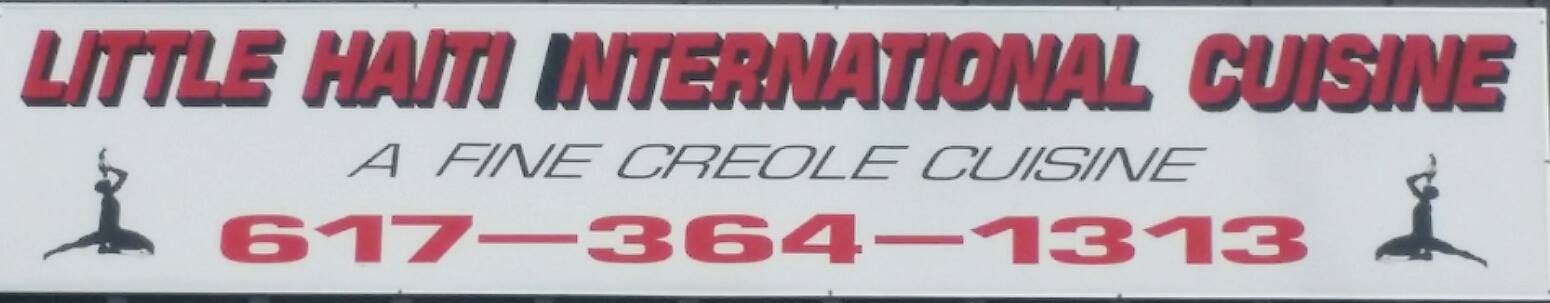 LITTLE HAITI INTERNATIONAL CUISINE
A FINE CREOLE CUISINE
617-364-1313